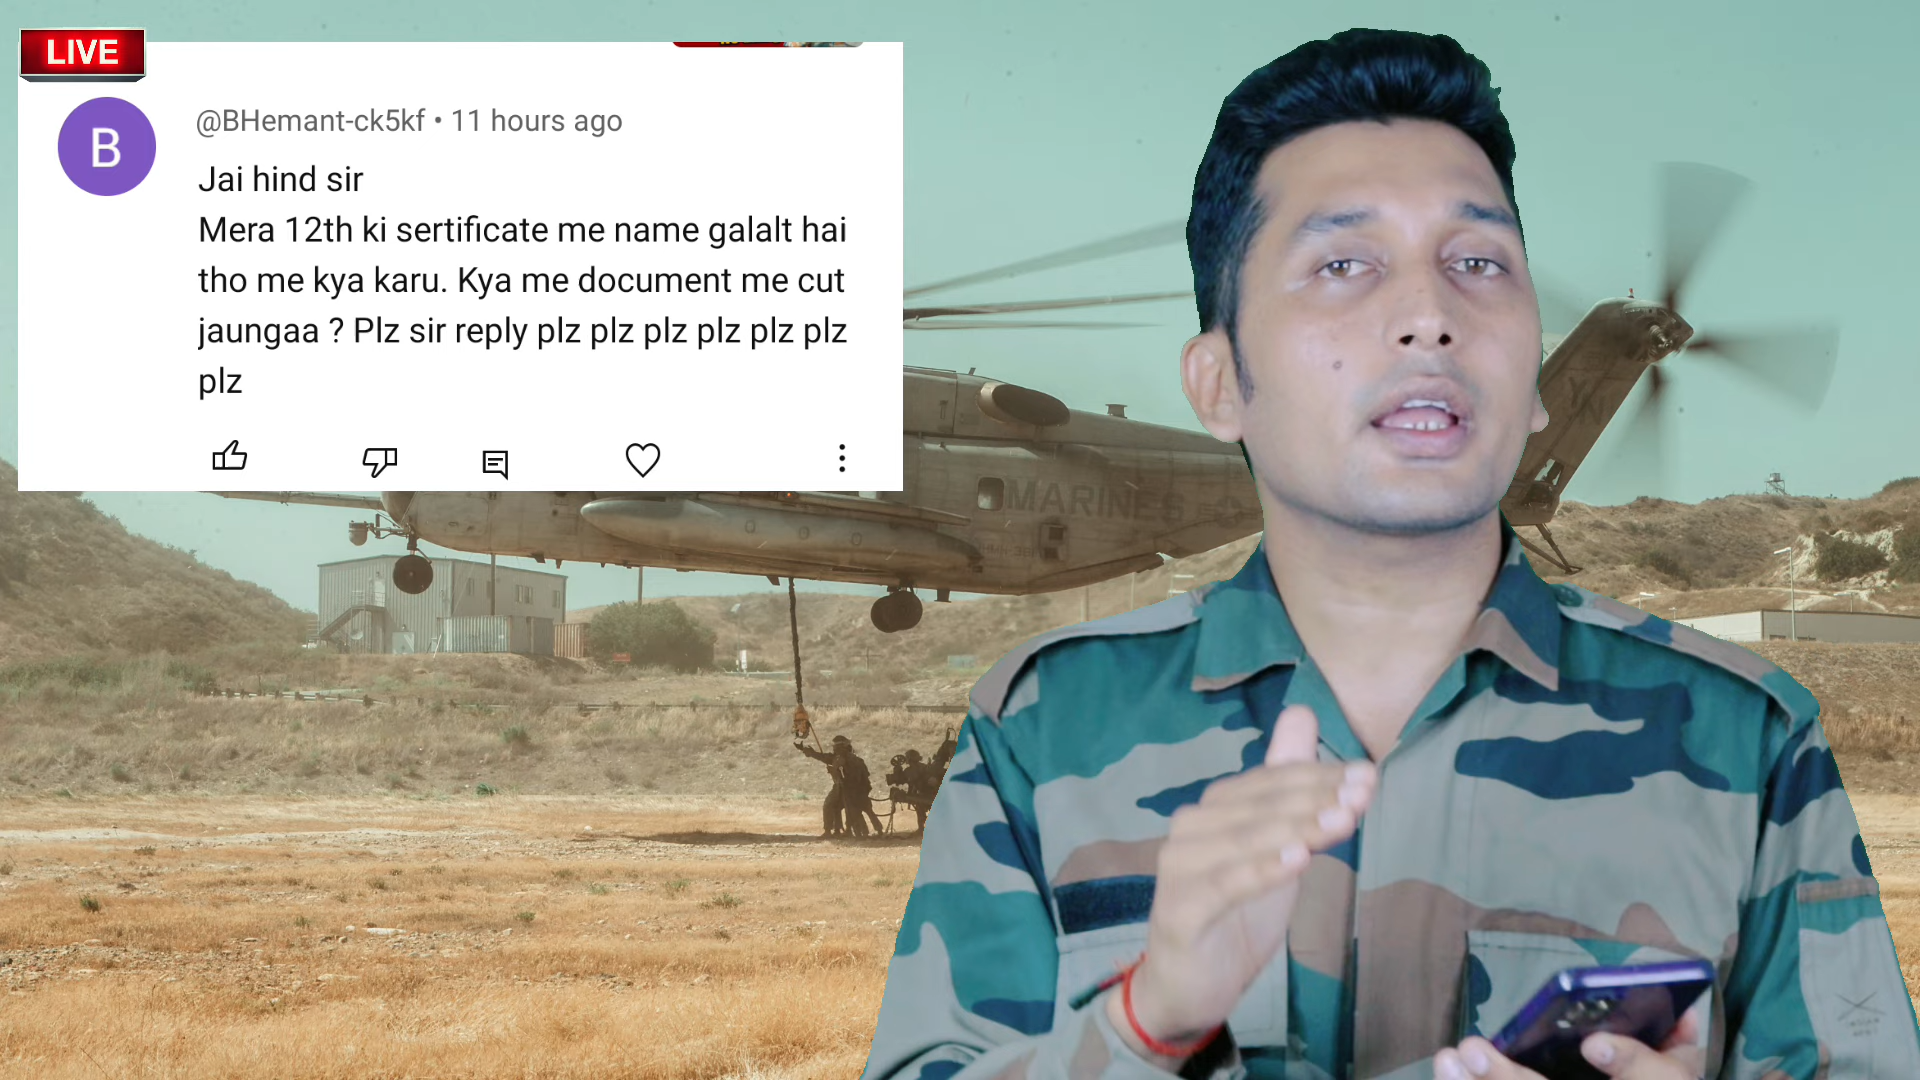 LIVE
B
@BHemant-ck5kf • 11 hours ago
Jai hind sir
Mera 12th ki sertificate me name galalt hai
tho me kya karu. Kya me document me cut
jaungaa ? Plz sir reply plz plz plz plz plz plz
plz
MARINES
YN